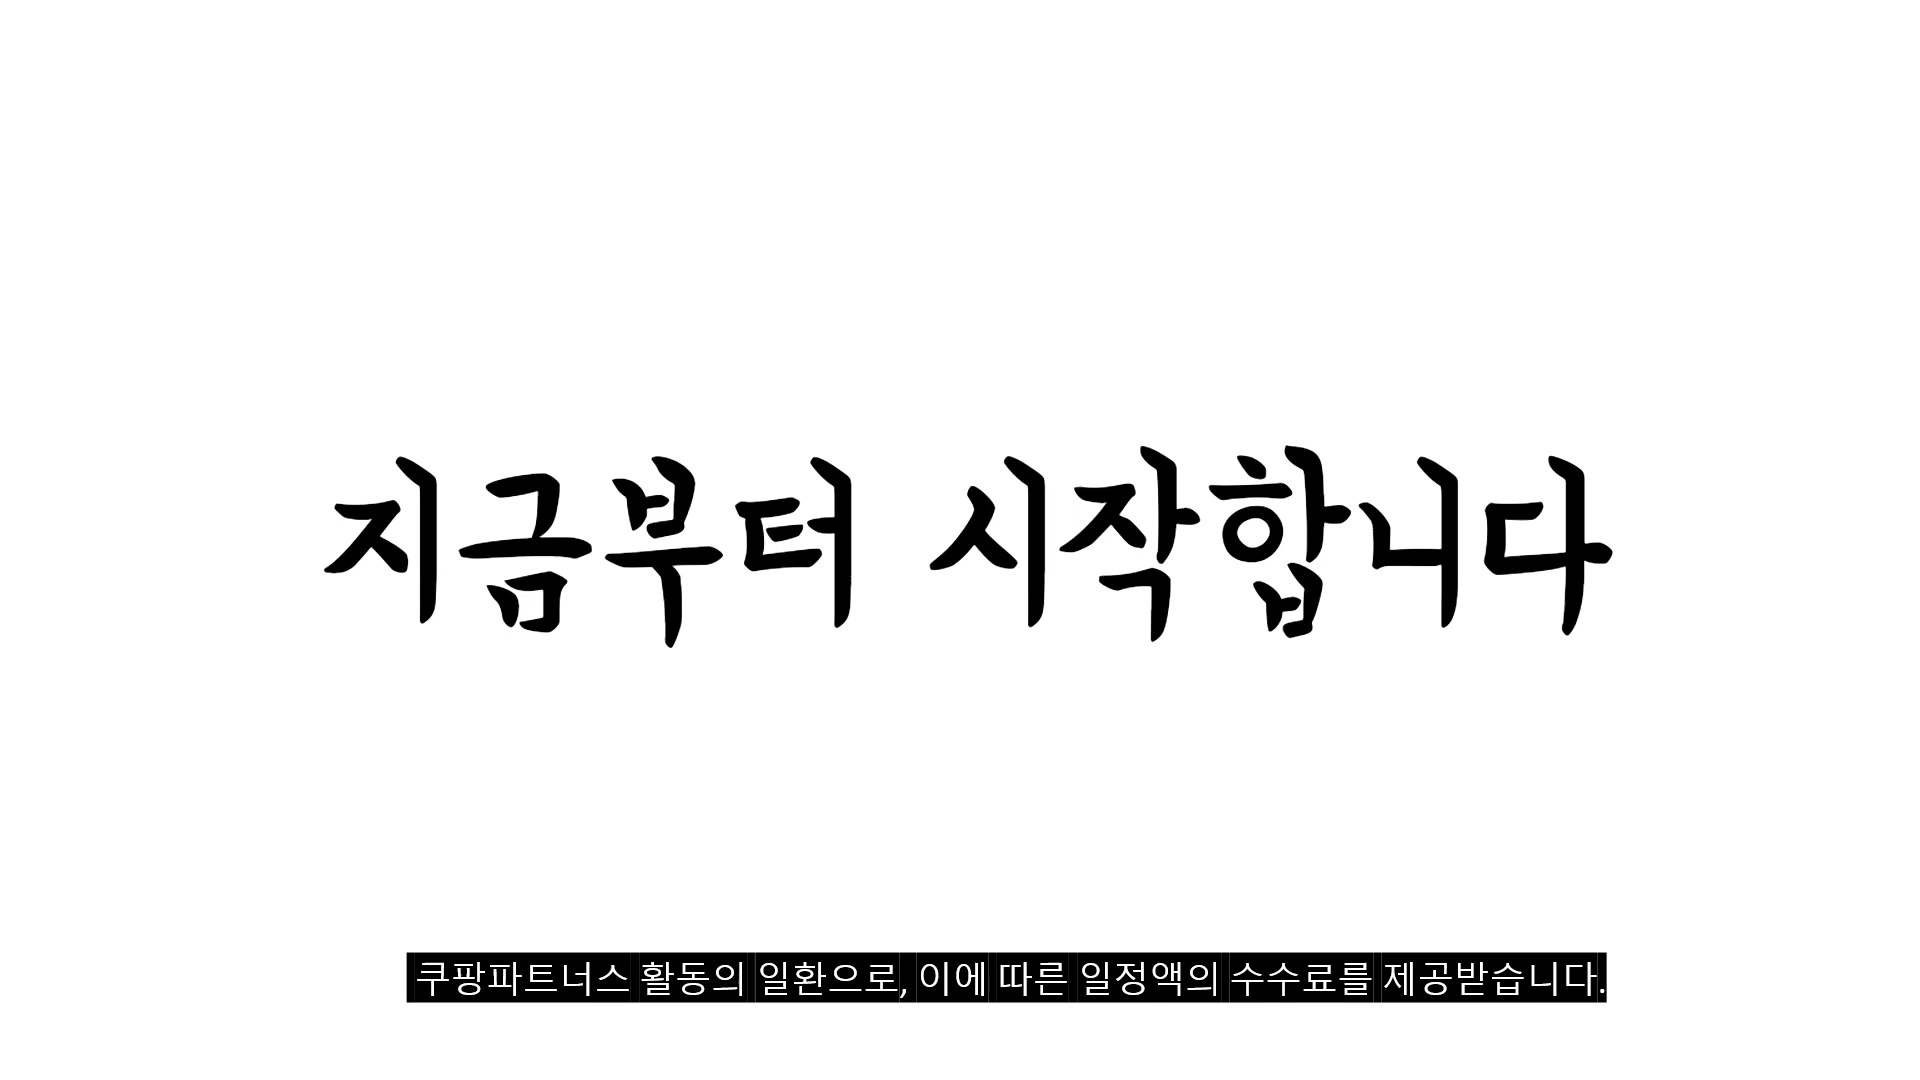 지금부터 시작합니다
쿠팡파트너스 활동의 일환으로, 이에 따른 일정액의 수수료를 제공받습니다.